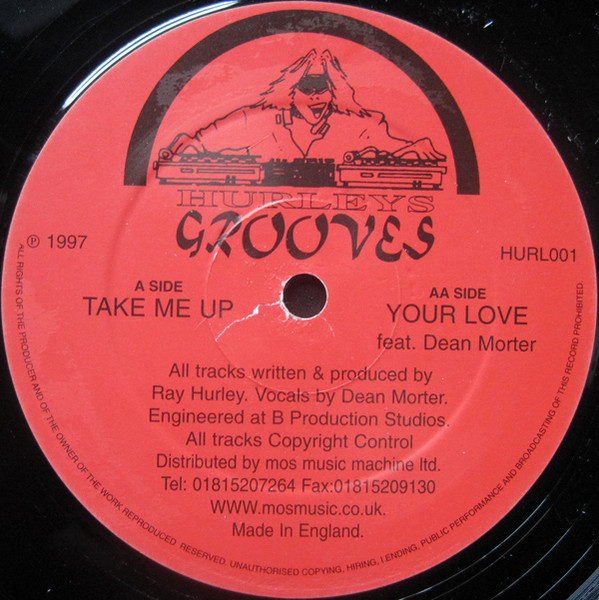 HURLEYS
GROOVES
℗ 1997
HURL001
A SIDE
TAKE ME UP
AA SIDE
YOUR LOVE
feat. Dean Morter
All tracks written & produced by
Ray Hurley. Vocals by Dean Morter.
Engineered at B Production Studios.
All tracks Copyright Control
Distributed by mos music machine ltd.
Tel: 01815207264 Fax:01815209130
WWW.mosmusic.co.uk.
Made In England.
ALL RIGHTS OF THE PRODUCER AND OF THE OWNER OF THE WORK REPRODUCED RESERVED. UNAUTHORISED COPYING, HIRING, LENDING, PUBLIC PERFORMANCE AND BROADCASTING OF THIS RECORD PROHIBITED.